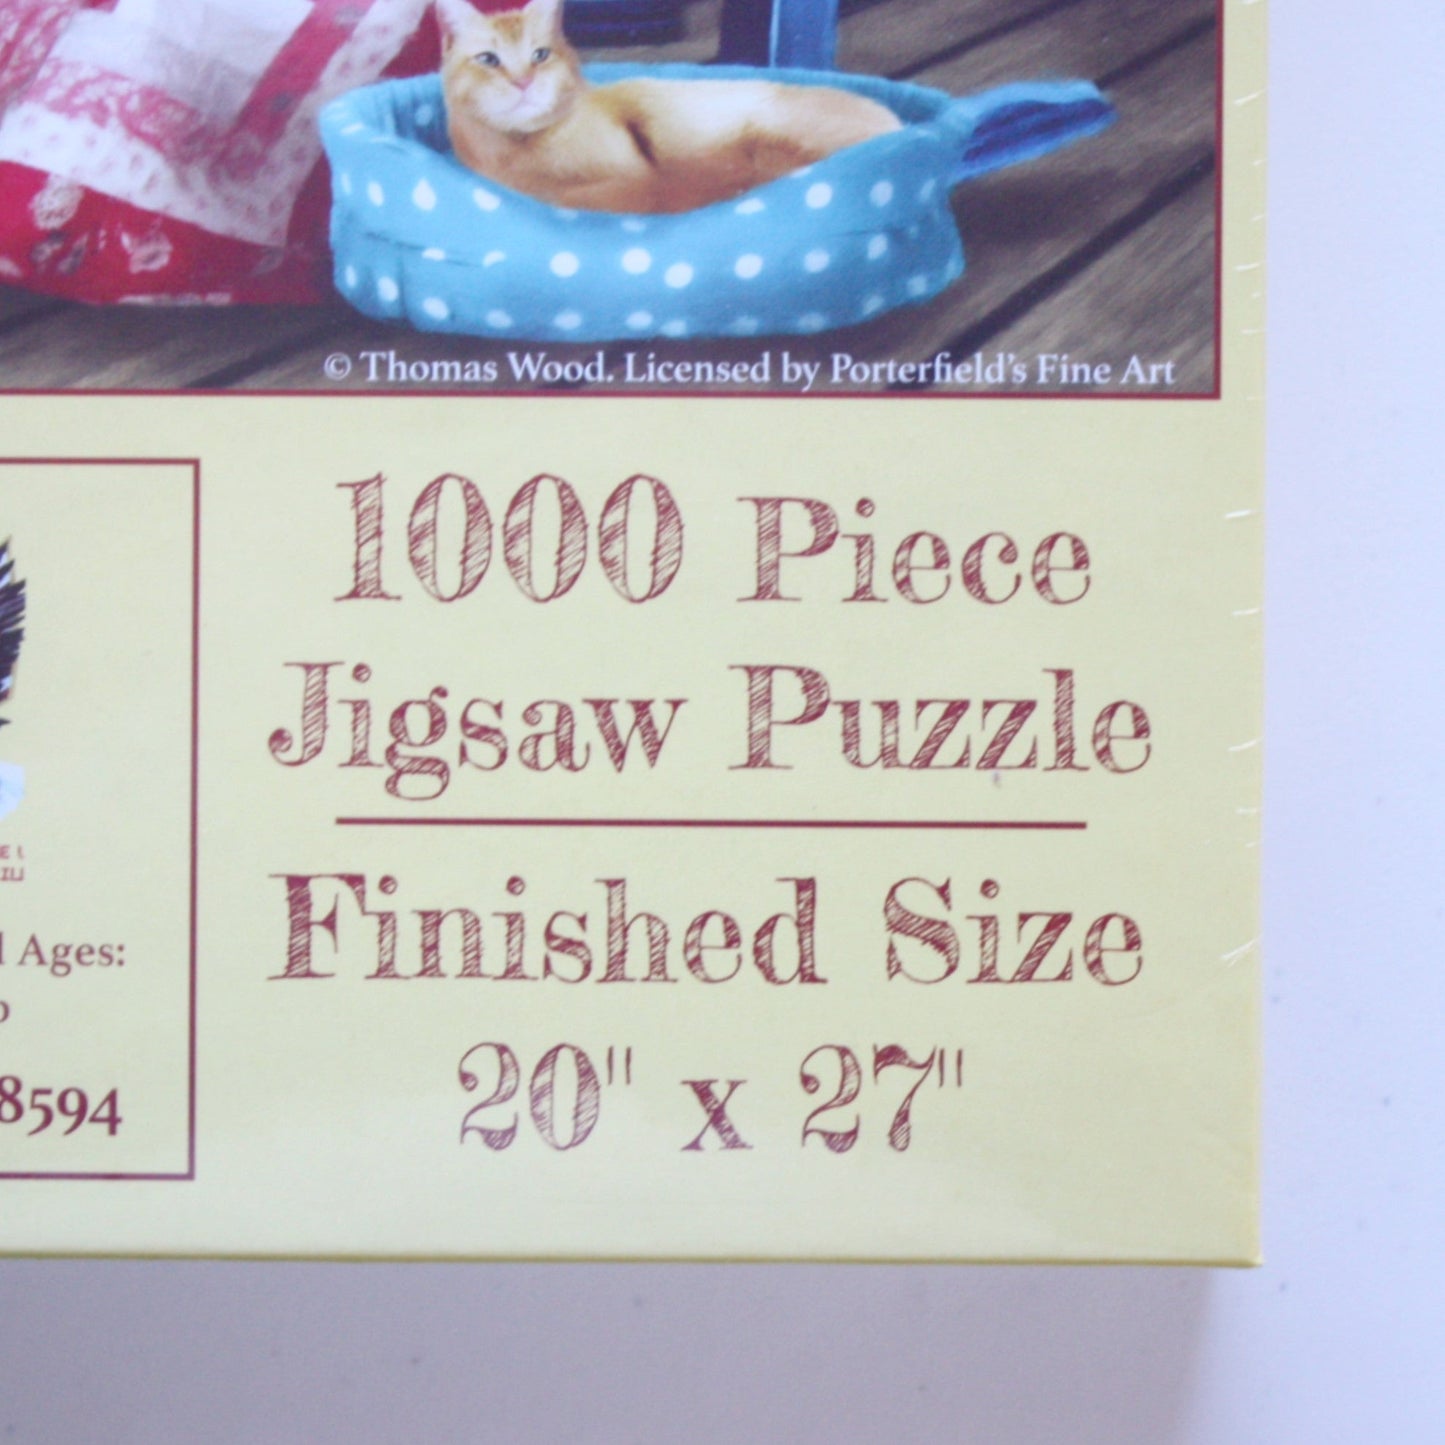 © Thomas Wood. Licensed by Porterfield's Fine Art
1000 Piece
Jigsaw Puzzle
Finished Size
20" x 27"
Ages:
8594